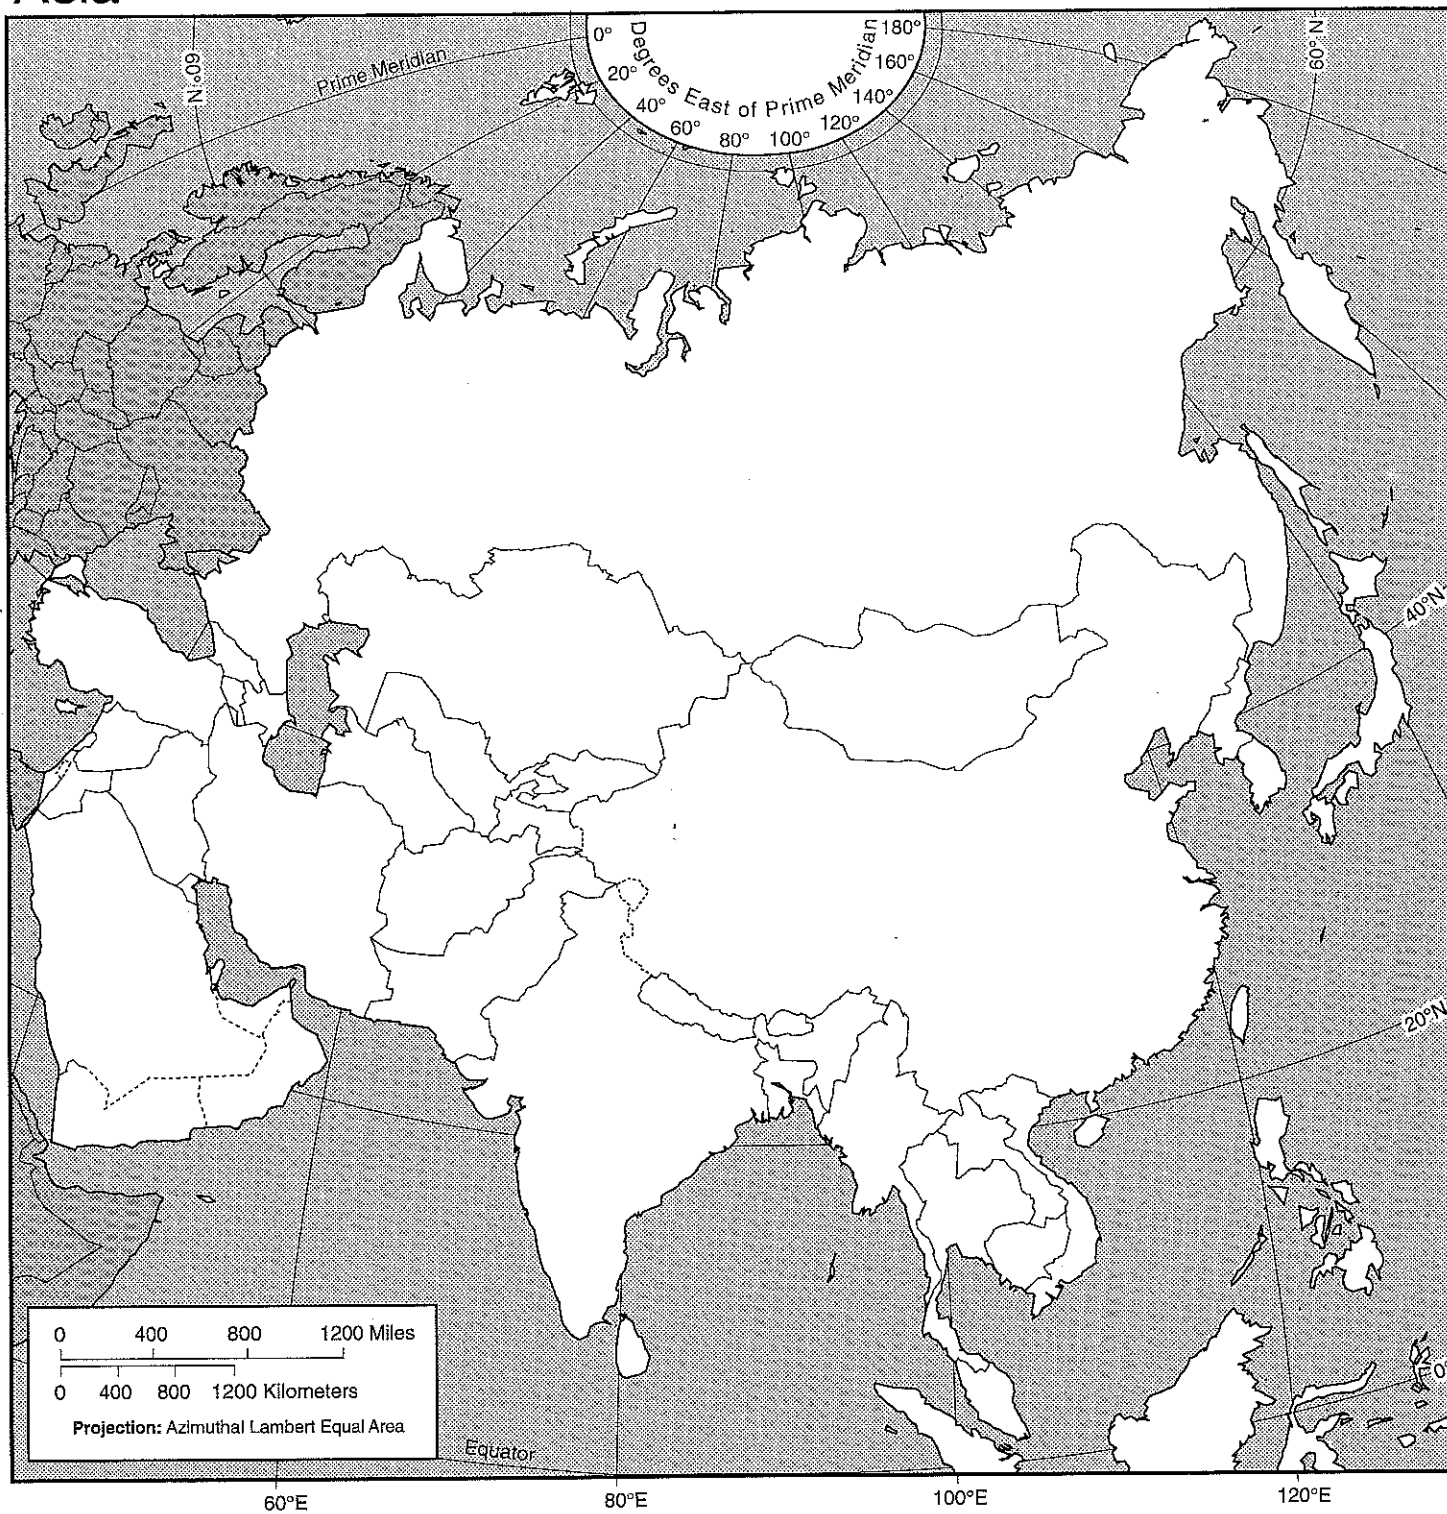 Asia
60°N
Prime Meridian
0°
20°
40°
60°
80°
100°
120°
140°
160°
180°
Degrees East of Prime Meridian
60°N
40°N
20°N
0°
0 400 800 1200 Miles
0 400 800 1200 Kilometers
Projection: Azimuthal Lambert Equal Area
Equator
60°E 80°E 100°E 120°E